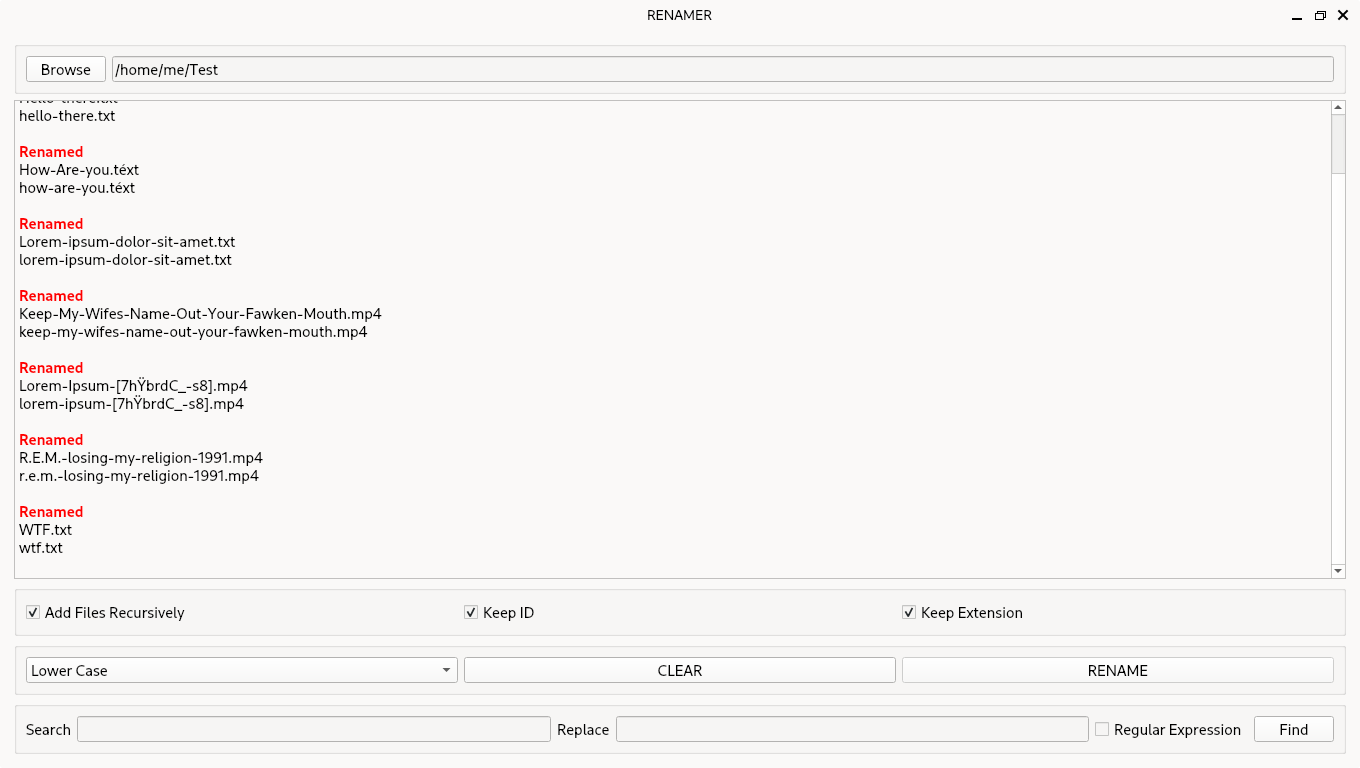 RENAMER
Browse
/home/me/Test
Hello-there.txt
hello-there.txt
Renamed
How-Are-you.téxt
how-are-you.téxt
Renamed
Lorem-ipsum-dolor-sit-amet.txt
lorem-ipsum-dolor-sit-amet.txt
Renamed
Keep-My-Wifes-Name-Out-Your-Fawken-Mouth.mp4
keep-my-wifes-name-out-your-fawken-mouth.mp4
Renamed
Lorem-Ipsum-[7hŸbrdC_-s8].mp4
lorem-ipsum-[7hŸbrdC_-s8].mp4
Renamed
R.E.M.-losing-my-religion-1991.mp4
r.e.m.-losing-my-religion-1991.mp4
Renamed
WTF.txt
wtf.txt
Add Files Recursively
Keep ID
Keep Extension
Lower Case
CLEAR
RENAME
Search
Replace
Regular Expression
Find